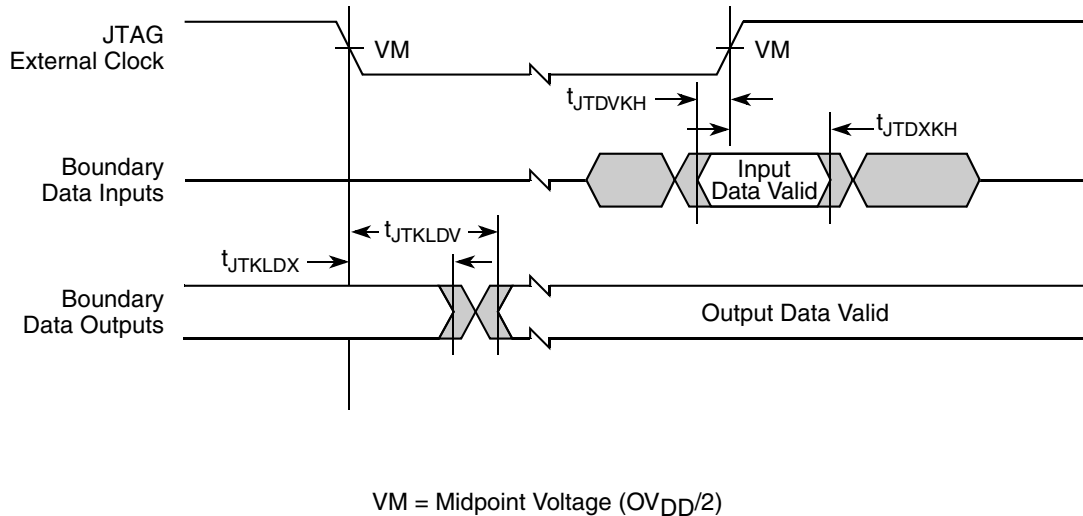 JTAG
External Clock
VM
VM
tJTDVKH
tJTDXKH
Boundary
Data Inputs
Input
Data Valid
tJTKLDV
tJTKLDX
Boundary
Data Outputs
Output Data Valid
VM = Midpoint Voltage (OVDD/2)